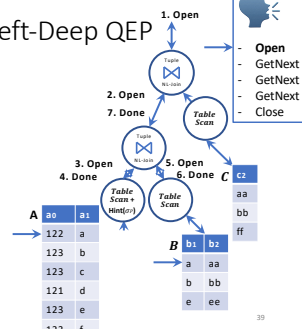 eft-Deep QEP
1. Open
- Open
- GetNext
- GetNext
- GetNext
- Close
Tuple
⋈
Nl-Join
2. Open
7. Done
Table
Scan
Tuple
⋈
Nl-Join
3. Open
4. Done
5. Open
6. Done
Table
Scan +
Table
Scan
C
c2
aa
bb
ff
A
a0 a1
122 a
123 b
123 c
121 d
123 e
B
b1 b2
a aa
b bb
e ee
39